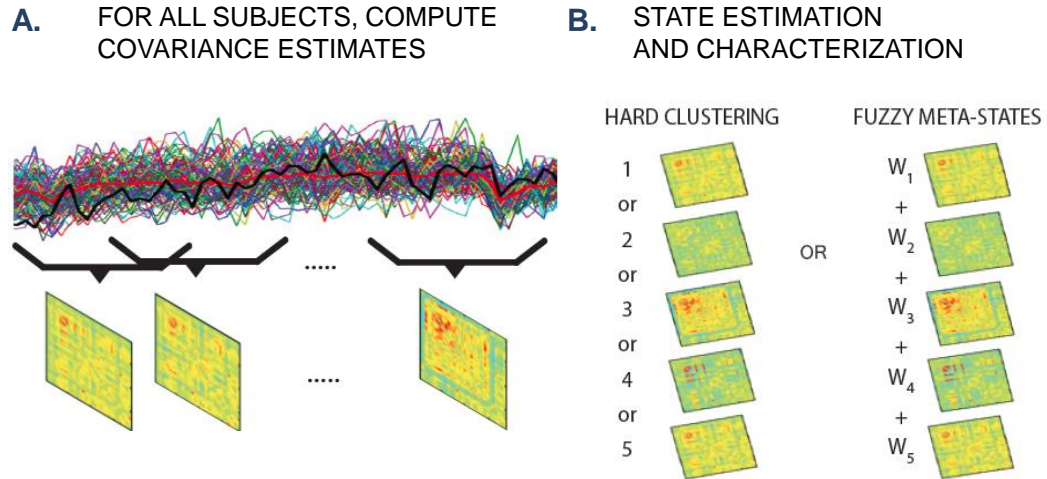 A.
FOR ALL SUBJECTS, COMPUTE
COVARIANCE ESTIMATES
.....
.....
B.
STATE ESTIMATION
AND CHARACTERIZATION
HARD CLUSTERING
1
or
2
or
3
or
4
or
5
OR
FUZZY META-STATES
W1
+
W2
+
W3
+
W4
+
W5